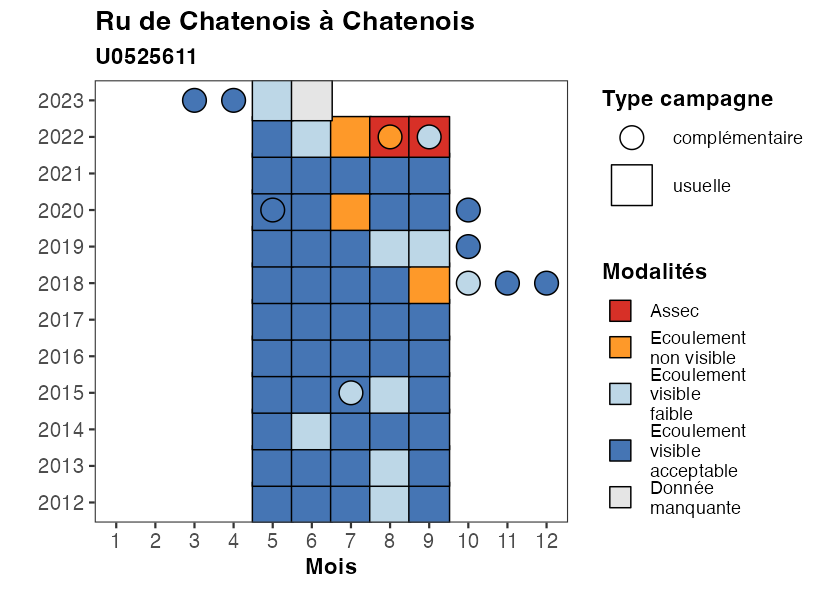 Ru de Chatenois à Chatenois
U0525611
2023
2022
2021
2020
2019
2018
2017
2016
2015
2014
2013
2012
1 2 3 4 5 6 7 8 9 10 11 12
Mois
Type campagne
complémentaire
usuelle
Modalités
Assec
Ecoulement
non visible
Ecoulement
visible
faible
Ecoulement
visible
acceptable
Donnée
manquante